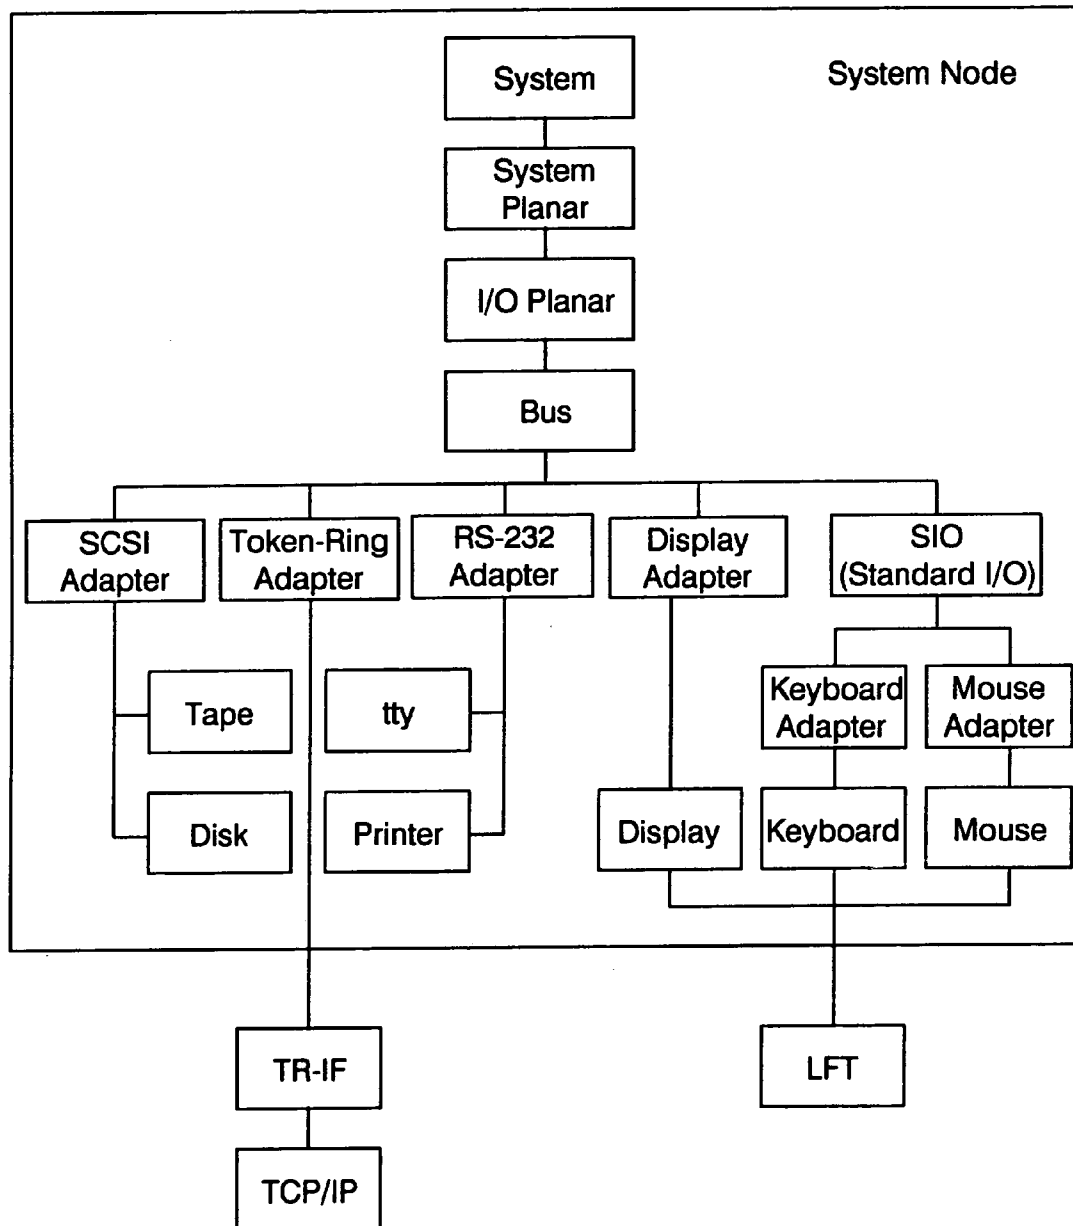 System
System Node
System
Planar
I/O Planar
Bus
SCSI
Adapter
Token-Ring
Adapter
RS-232
Adapter
Display
Adapter
SIO
(Standard I/O)
Keyboard
Adapter
Mouse
Adapter
Tape
tty
Disk
Printer
Display
Keyboard
Mouse
TR-IF
LFT
TCP/IP